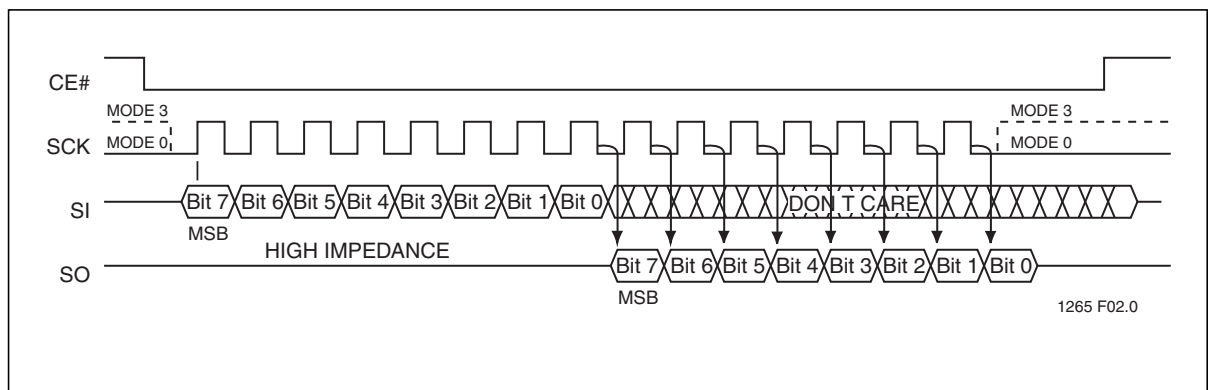 CE#
MODE 3
MODE 3
SCK
MODE 0
MODE 0
SI
Bit 7 Bit 6 Bit 5 Bit 4 Bit 3 Bit 2 Bit 1 Bit 0 DON T CARE
MSB
HIGH IMPEDANCE
SO
Bit 7 Bit 6 Bit 5 Bit 4 Bit 3 Bit 2 Bit 1 Bit 0
MSB
1265 F02.0